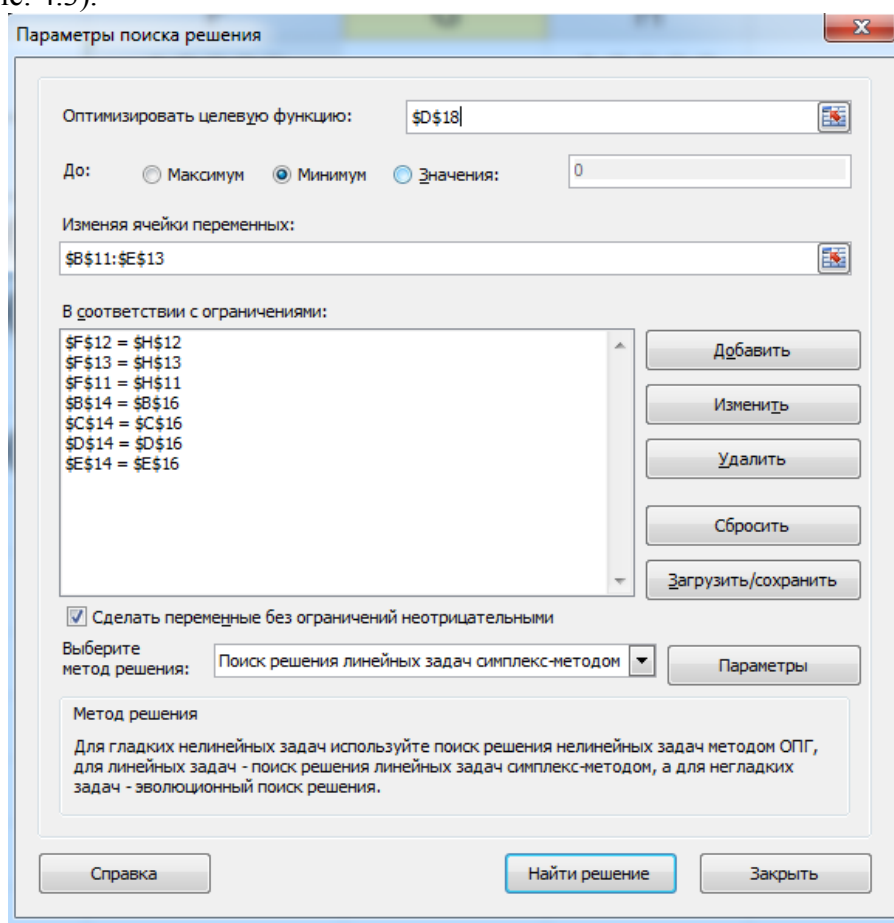 Параметры поиска решения
Оптимизировать целевую функцию:
$D$18
До:
Максимум
Минимум
Значения:
0
Изменяя ячейки переменных:
$B$11:$E$13
В соответствии с ограничениями:
$F$12 = $H$12
$F$13 = $H$13
$F$11 = $H$11
$B$14 = $B$16
$C$14 = $C$16
$D$14 = $D$16
$E$14 = $E$16
Добавить
Изменить
Удалить
Сбросить
Загрузить/сохранить
Сделать переменные без ограничений неотрицательными
Выберите
метод решения:
Поиск решения линейных задач симплекс-методом
Параметры
Метод решения
Для гладких нелинейных задач используйте поиск решения нелинейных задач методом ОПГ,
для линейных задач - поиск решения линейных задач симплекс-методом, а для негладких
задач - эволюционный поиск решения.
Справка
Найти решение
Закрыть